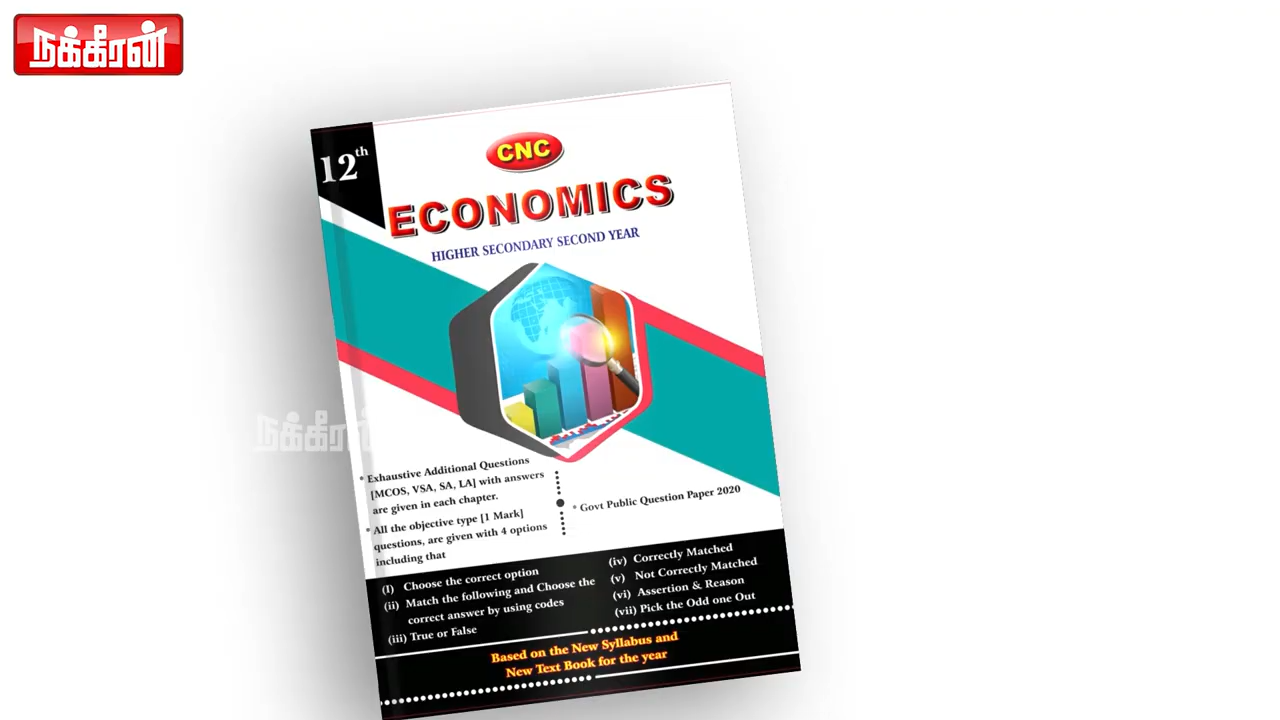 நக்கீரன்
12th
CNC
ECONOMICS
HIGHER SECONDARY SECOND YEAR
நக்கீரன்
• Exhaustive Additional Questions
[MCOS, VSA, SA, LA] with answers
are given in each chapter.
• All the objective type [1 Mark]
questions, are given with 4 options
including that
• Govt Public Question Paper 2020
(I) Choose the correct option
(ii) Match the following and Choose the
correct answer by using codes
(iii) True or False
(iv) Correctly Matched
(v) Not Correctly Matched
(vi) Assertion & Reason
(vii) Pick the Odd one Out
Based on the New Syllabus and
New Text Book for the year